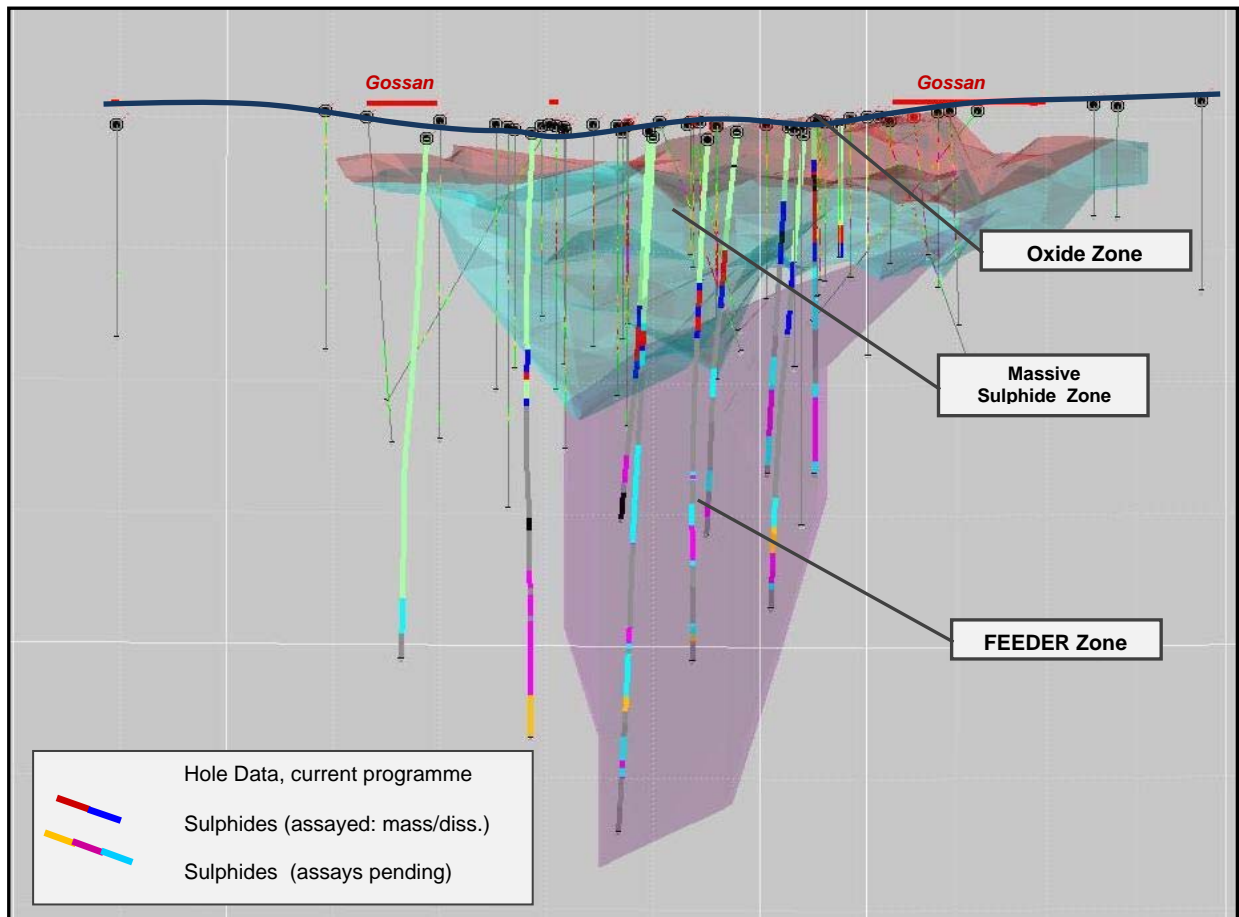 Gossan
Gossan
Oxide Zone
Massive
Sulphide Zone
FEEDER Zone
Hole Data, current programme
Sulphides (assayed: mass/diss.)
Sulphides (assays pending)